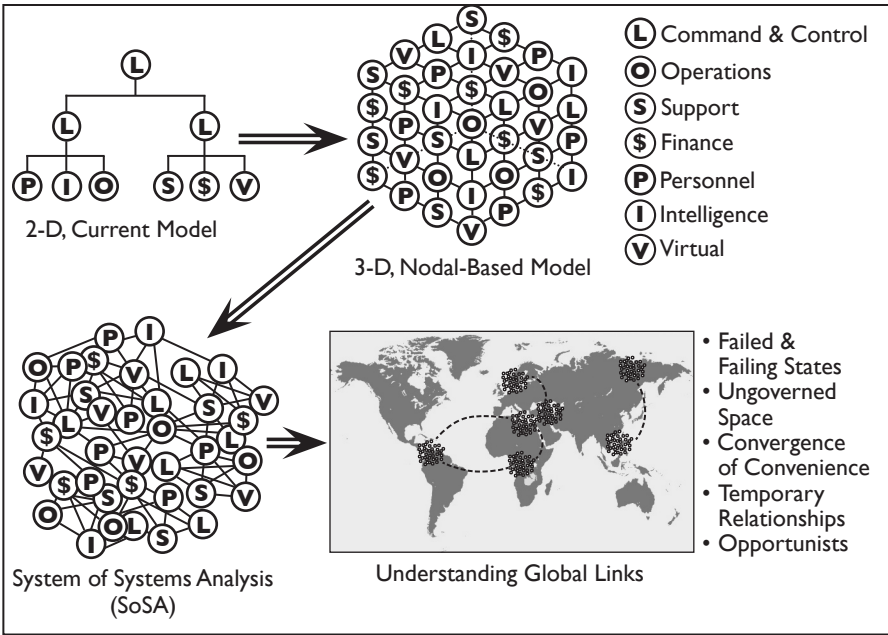 L
L L
P I O S $ V
2-D, Current Model
S
L $
V I P
S P V I
$ $ O
$ I L L
P O V
S S $ P
V L S
$ O O I
P I $
S P
V
3-D, Nodal-Based Model
L Command & Control
O Operations
S Support
$ Finance
P Personnel
I Intelligence
V Virtual
P I
O P $ V L I
I S V P L S V
$ L O $
P V L P L O
V $ P S $ P S V
O O L L
I S
System of Systems Analysis
(SoSA)
Understanding Global Links
• Failed &
Failing States
• Ungoverned
Space
• Convergence
of Convenience
• Temporary
Relationships
• Opportunists